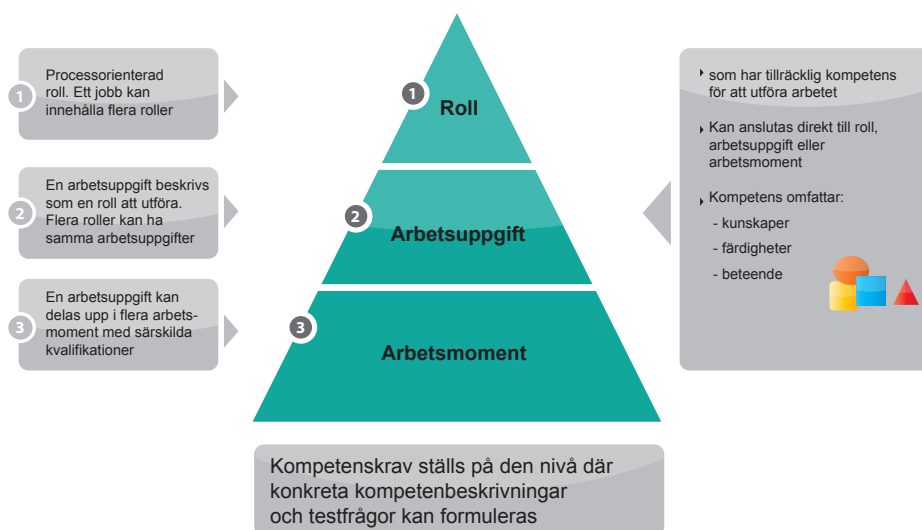 1
Processorienterad
roll. Ett jobb kan
innehålla flera roller
2
En arbetsuppgift beskrivs
som en roll att utföra.
Flera roller kan ha
samma arbetsuppgifter
3
En arbetsuppgift kan
delas upp i flera arbets-
moment med särskilda
kvalifikationer
1
Roll
2
Arbetsuppgift
3
Arbetsmoment
som har tillräcklig kompetens
för att utföra arbetet
Kan anslutas direkt till roll,
arbetsuppgift eller
arbetsmoment
Kompetens omfattar:
- kunskaper
- färdigheter
- beteende
Kompetenskrav ställs på den nivå där
konkreta kompetenbeskrivningar
och testfrågor kan formuleras